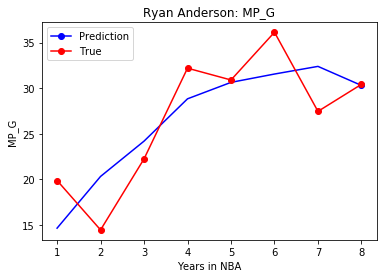 Ryan Anderson: MP_G
Prediction
True
MP_G
35
30
25
20
15
1 2 3 4 5 6 7 8
Years in NBA